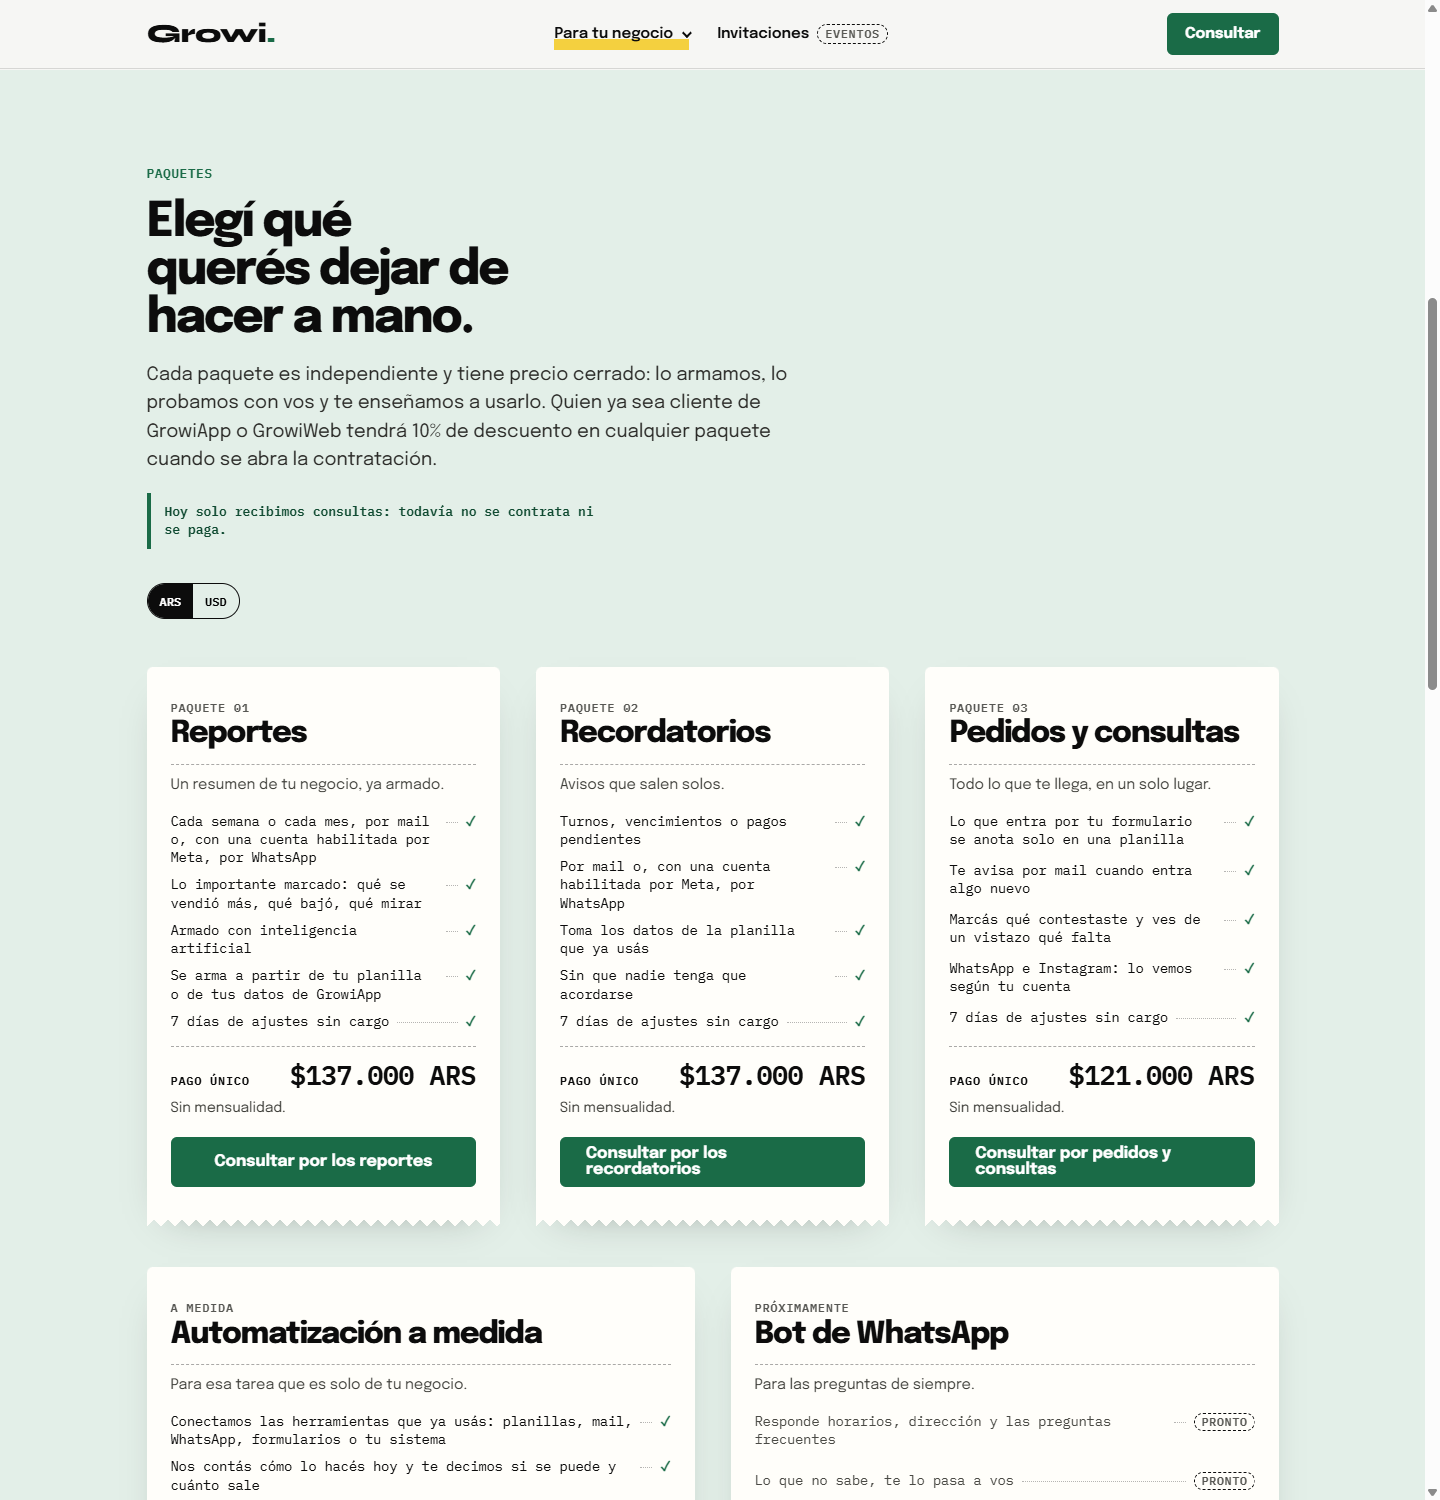 Growi.
Para tu negocio
Invitaciones EVENTOS
Consultar
PAQUETES
Elegí qué
querés dejar de
hacer a mano.
Cada paquete es independiente y tiene precio cerrado: lo armamos, lo
probamos con vos y te enseñamos a usarlo. Quien ya sea cliente de
GrowiApp o GrowiWeb tendrá 10% de descuento en cualquier paquete
cuando se abra la contratación.
Hoy solo recibimos consultas: todavía no se contrata ni
se paga.
ARS USD
PAQUETE 01
Reportes
Un resumen de tu negocio, ya armado.
Cada semana o cada mes, por mail
o, con una cuenta habilitada por
Meta, por WhatsApp
Lo importante marcado: qué se
vendió más, qué bajó, qué mirar
Armado con inteligencia
artificial
Se arma a partir de tu planilla
o de tus datos de GrowiApp
7 días de ajustes sin cargo
PAGO ÚNICO $137.000 ARS
Sin mensualidad.
Consultar por los reportes
PAQUETE 02
Recordatorios
Avisos que salen solos.
Turnos, vencimientos o pagos
pendientes
Por mail o, con una cuenta
habilitada por Meta, por
WhatsApp
Toma los datos de la planilla
que ya usás
Sin que nadie tenga que
acordarse
7 días de ajustes sin cargo
PAGO ÚNICO $137.000 ARS
Sin mensualidad.
Consultar por los
recordatorios
PAQUETE 03
Pedidos y consultas
Todo lo que te llega, en un solo lugar.
Lo que entra por tu formulario
se anota solo en una planilla
Te avisa por mail cuando entra
algo nuevo
Marcás qué contestaste y ves de
un vistazo qué falta
WhatsApp e Instagram: lo vemos
según tu cuenta
7 días de ajustes sin cargo
PAGO ÚNICO $121.000 ARS
Sin mensualidad.
Consultar por pedidos y
consultas
A MEDIDA
Automatización a medida
Para esa tarea que es solo de tu negocio.
Conectamos las herramientas que ya usás: planillas, mail,
WhatsApp, formularios o tu sistema
Nos contás cómo lo hacés hoy y te decimos si se puede y
cuánto sale
PRÓXIMAMENTE
Bot de WhatsApp
Para las preguntas de siempre.
Responde horarios, dirección y las preguntas
frecuentes
PRONTO
Lo que no sabe, te lo pasa a vos
PRONTO